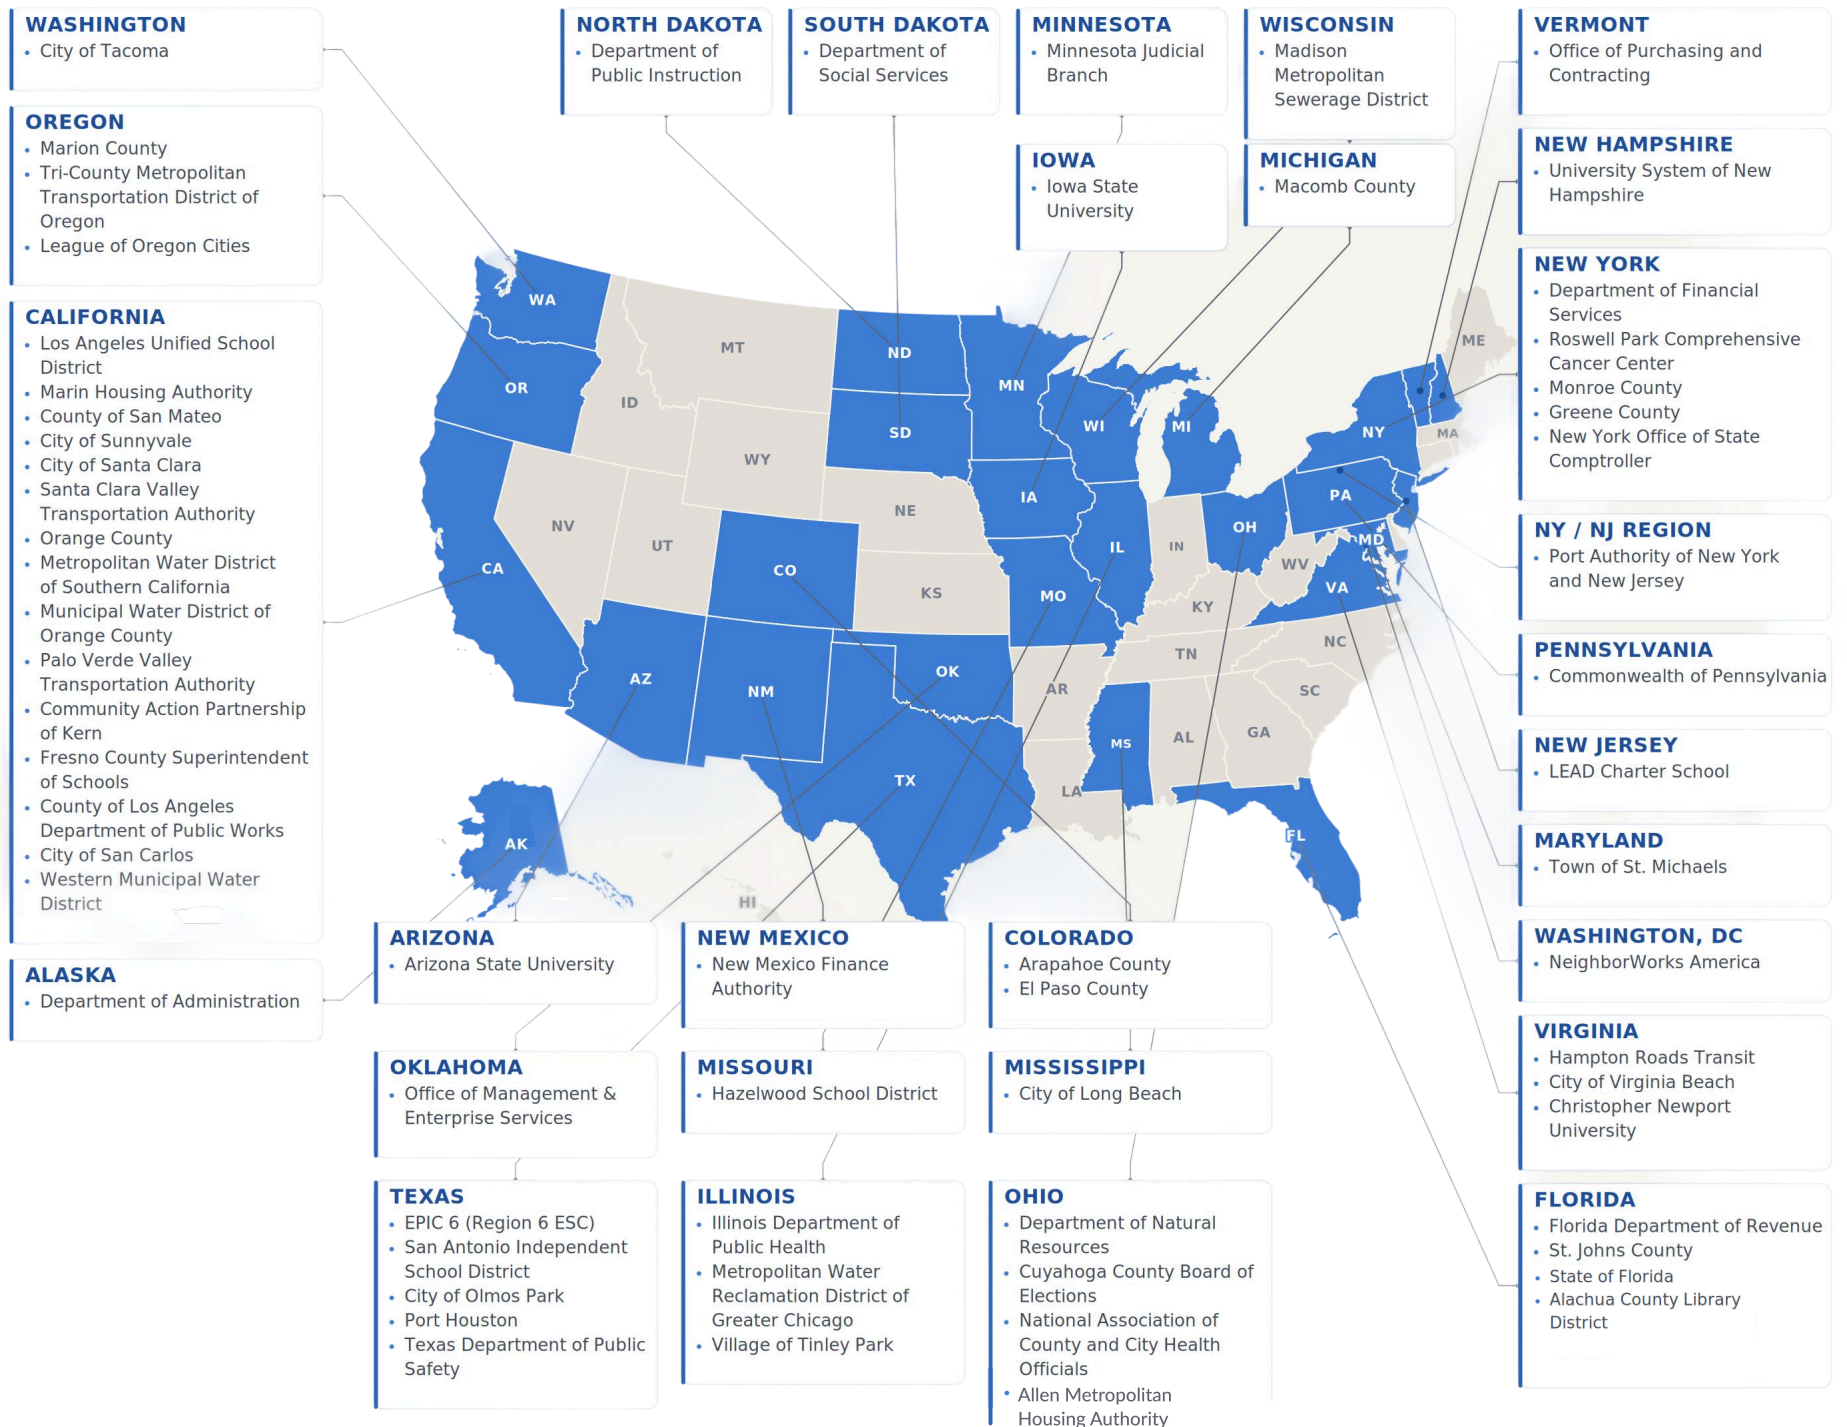 WASHINGTON
• City of Tacoma
OREGON
• Marion County
• Tri-County Metropolitan
Transportation District of
Oregon
• League of Oregon Cities
CALIFORNIA
• Los Angeles Unified School
District
• Marin Housing Authority
• County of San Mateo
• City of Sunnyvale
• City of Santa Clara
• Santa Clara Valley
Transportation Authority
• Orange County
• Metropolitan Water District
of Southern California
• Municipal Water District of
Orange County
• Palo Verde Valley
Transportation Authority
• Community Action Partnership
of Kern
• Fresno County Superintendent
of Schools
• County of Los Angeles
Department of Public Works
• City of San Carlos
• Western Municipal Water
District
ALASKA
• Department of Administration
NORTH DAKOTA
• Department of
Public Instruction
SOUTH DAKOTA
• Department of
Social Services
MINNESOTA
• Minnesota Judicial
Branch
WISCONSIN
• Madison
Metropolitan
Sewerage District
IOWA
• Iowa State
University
MICHIGAN
• Macomb County
WA
OR
CA
ID
NV
MT
WY
UT
AZ
CO
NM
ND
SD
NE
KS
OK
TX
MN
IA
MO
AR
LA
WI
IL
MI
IN
OH
KY
TN
MS
AL
GA
FL
SC
NC
VA
WV
MD
PA
NY
MA
ME
AK
HI
VERMONT
• Office of Purchasing and
Contracting
NEW HAMPSHIRE
• University System of New
Hampshire
NEW YORK
• Department of Financial
Services
• Roswell Park Comprehensive
Cancer Center
• Monroe County
• Greene County
• New York Office of State
Comptroller
NY / NJ REGION
• Port Authority of New York
and New Jersey
PENNSYLVANIA
• Commonwealth of Pennsylvania
NEW JERSEY
• LEAD Charter School
MARYLAND
• Town of St. Michaels
WASHINGTON, DC
• NeighborWorks America
VIRGINIA
• Hampton Roads Transit
• City of Virginia Beach
• Christopher Newport
University
FLORIDA
• Florida Department of Revenue
• St. Johns County
• State of Florida
• Alachua County Library
District
ARIZONA
• Arizona State University
NEW MEXICO
• New Mexico Finance
Authority
COLORADO
• Arapahoe County
• El Paso County
OKLAHOMA
• Office of Management &
Enterprise Services
MISSOURI
• Hazelwood School District
MISSISSIPPI
• City of Long Beach
TEXAS
• EPIC 6 (Region 6 ESC)
• San Antonio Independent
School District
• City of Olmos Park
• Port Houston
• Texas Department of Public
Safety
ILLINOIS
• Illinois Department of
Public Health
• Metropolitan Water
Reclamation District of
Greater Chicago
• Village of Tinley Park
OHIO
• Department of Natural
Resources
• Cuyahoga County Board of
Elections
• National Association of
County and City Health
Officials
• Allen Metropolitan
Housing Authority